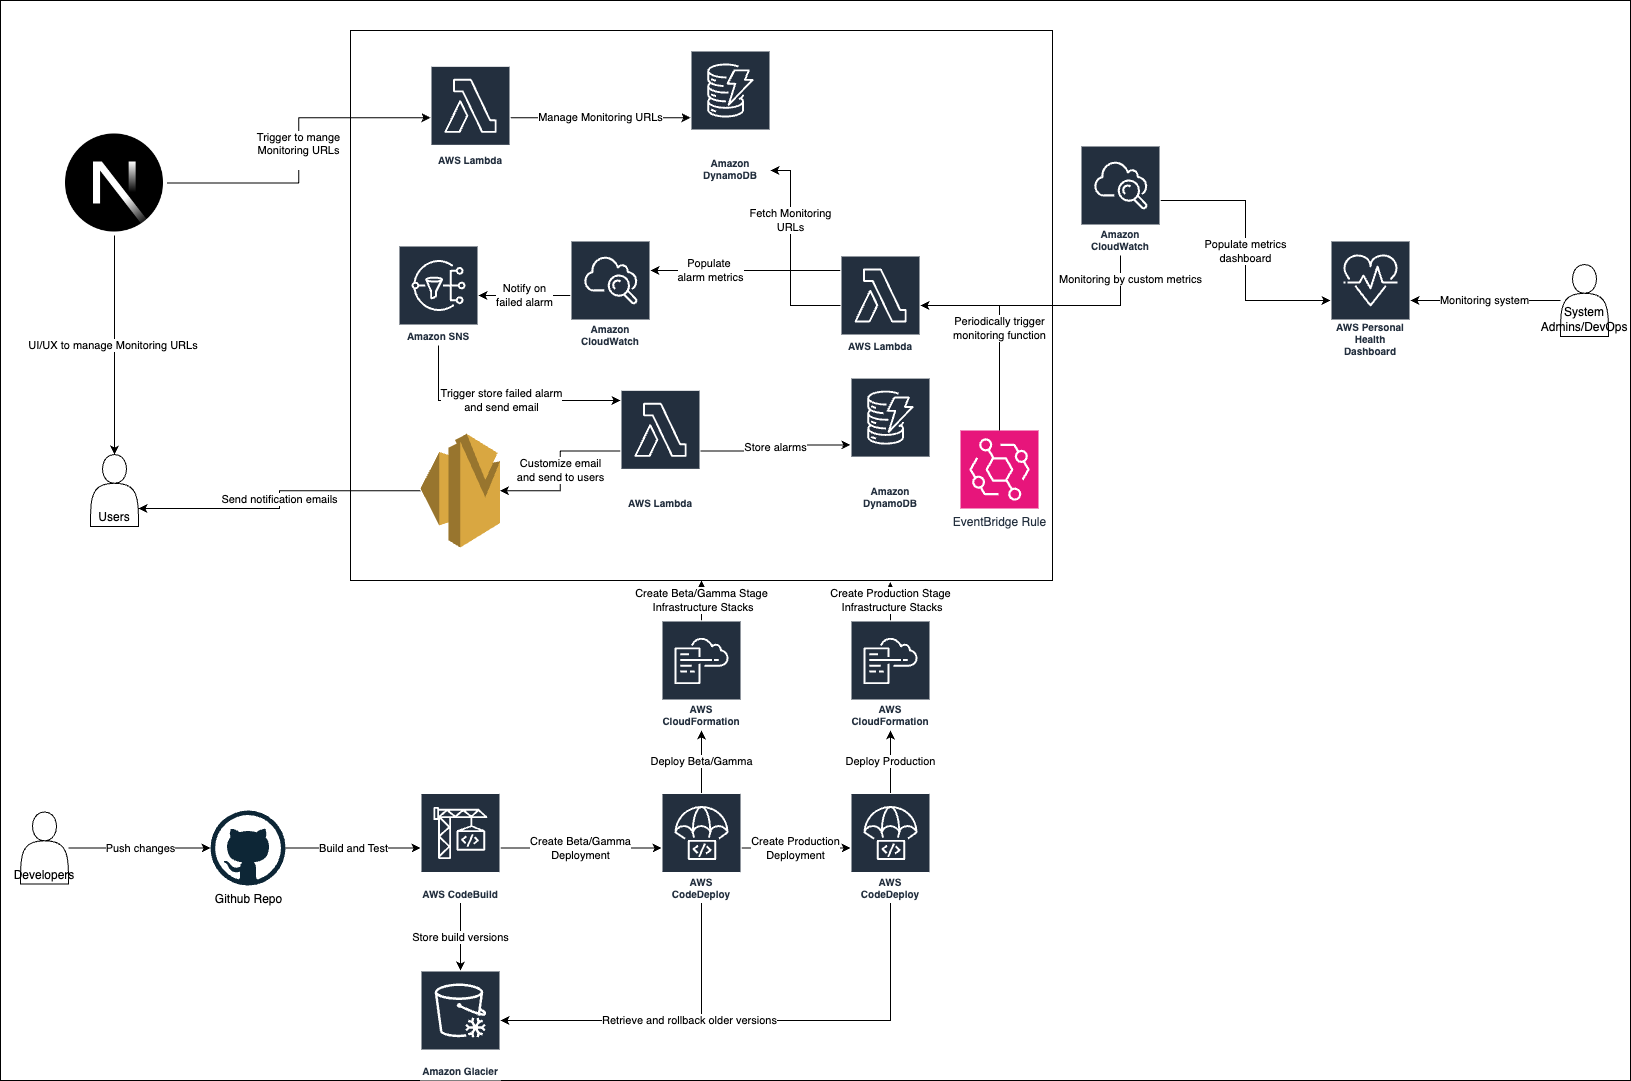 Trigger to mange
Monitoring URLs
AWS Lambda
Manage Monitoring URLs
Amazon
DynamoDB
Fetch Monitoring
URLs
Amazon
CloudWatch
Populate metrics
dashboard
Monitoring by custom metrics
Populate
alarm metrics
Notify on
failed alarm
Amazon SNS
Amazon
CloudWatch
AWS Lambda
Periodically trigger
monitoring function
AWS Personal
Health
Dashboard
Monitoring system
System
Admins/DevOps
UI/UX to manage Monitoring URLs
Trigger store failed alarm
and send email
Customize email
and send to users
AWS Lambda
Store alarms
Amazon
DynamoDB
EventBridge Rule
Send notification emails
Users
Create Beta/Gamma Stage
Infrastructure Stacks
Create Production Stage
Infrastructure Stacks
AWS
CloudFormation
AWS
CloudFormation
Deploy Beta/Gamma
Deploy Production
Developers
Push changes
Github Repo
Build and Test
AWS CodeBuild
Create Beta/Gamma
Deployment
AWS
CodeDeploy
Create Production
Deployment
AWS
CodeDeploy
Store build versions
Retrieve and rollback older versions
Amazon Glacier